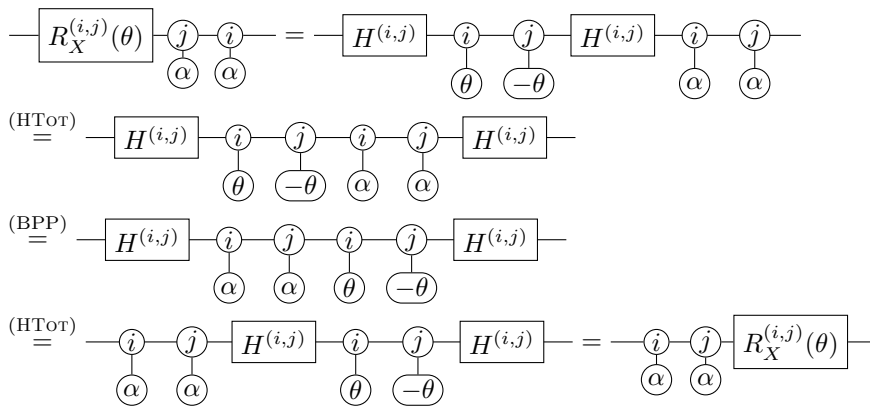 R_X^{(i,j)}(θ) j i = H^{(i,j)} i j H^{(i,j)} i j
α α θ −θ α α
(HTOT) = H^{(i,j)} i j i j H^{(i,j)}
θ −θ α α
(BPP) = H^{(i,j)} i j i j H^{(i,j)}
α α θ −θ
(HTOT) = i j H^{(i,j)} i j H^{(i,j)} = i j R_X^{(i,j)}(θ)
α α θ −θ α α